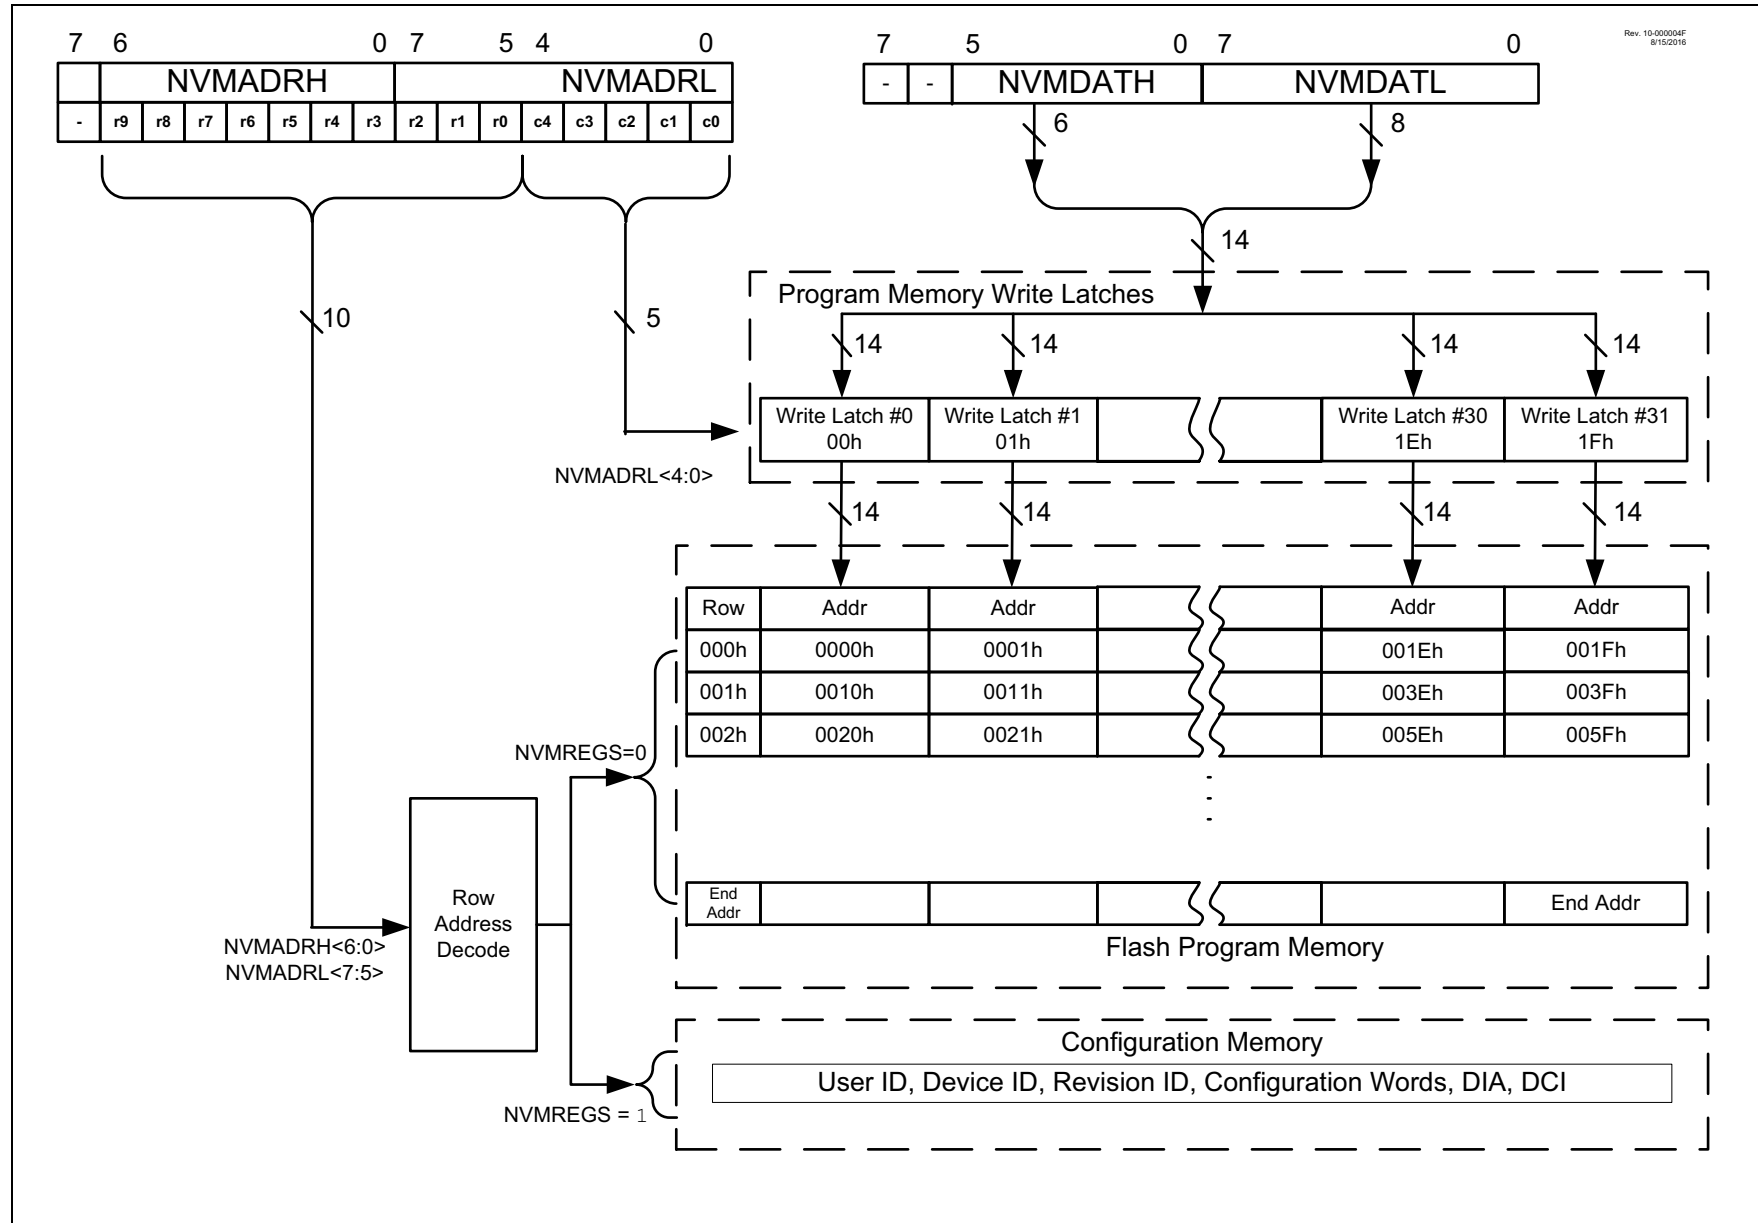 7 6 0 7 5 4 0
NVMADRH NVMADRL
- r9 r8 r7 r6 r5 r4 r3 r2 r1 r0 c4 c3 c2 c1 c0
7 5 0 7 0
- - NVMDATH NVMDATL
Rev. 10-000004F
8/15/2016
6 8
14
10 5
Program Memory Write Latches
14 14 14 14
Write Latch #0
00h
Write Latch #1
01h
Write Latch #30
1Eh
Write Latch #31
1Fh
NVMADRL<4:0>
14 14 14 14
Row Addr Addr Addr Addr
000h 0000h 0001h 001Eh 001Fh
001h 0010h 0011h 003Eh 003Fh
002h 0020h 0021h 005Eh 005Fh
NVMREGS=0
End
Addr
End Addr
Flash Program Memory
Row
Address
Decode
NVMADRH<6:0>
NVMADRL<7:5>
Configuration Memory
User ID, Device ID, Revision ID, Configuration Words, DIA, DCI
NVMREGS = 1